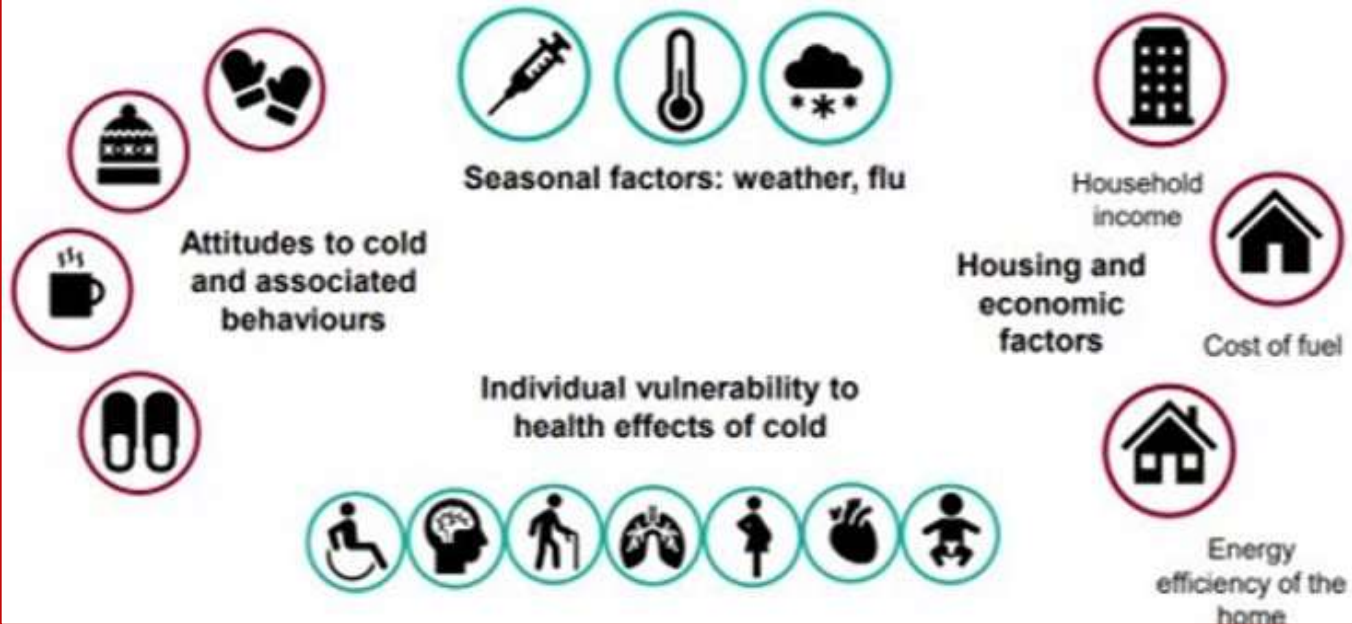 Seasonal factors: weather, flu
Attitudes to cold
and associated
behaviours
Household
income
Housing and
economic
factors
Cost of fuel
Individual vulnerability to
health effects of cold
Energy
efficiency of the
home